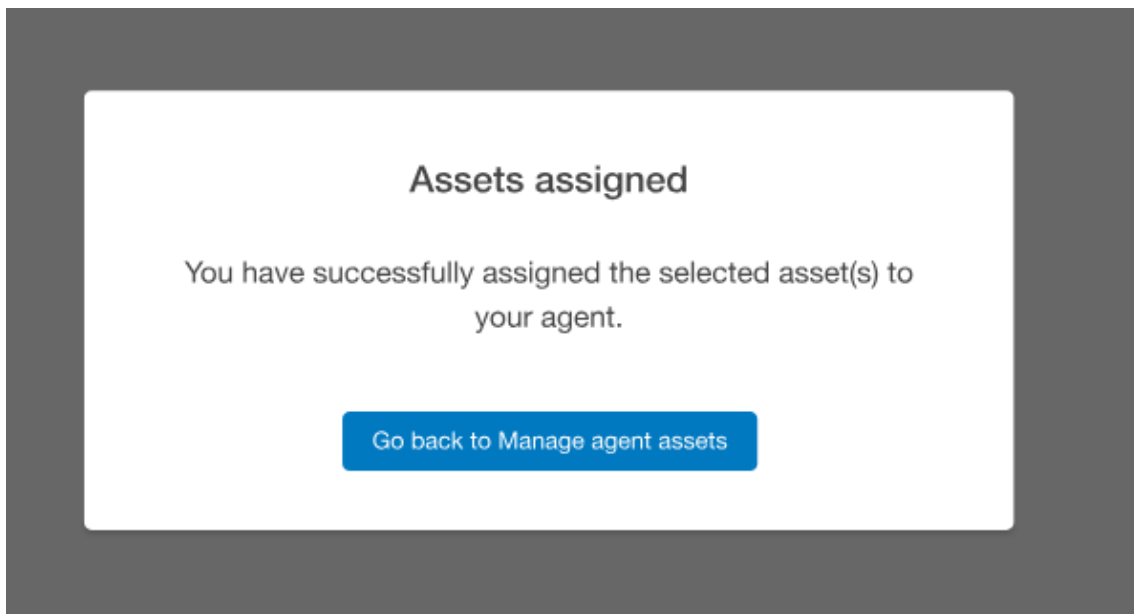 Assets assigned
You have successfully assigned the selected asset(s) to
your agent.
Go back to Manage agent assets